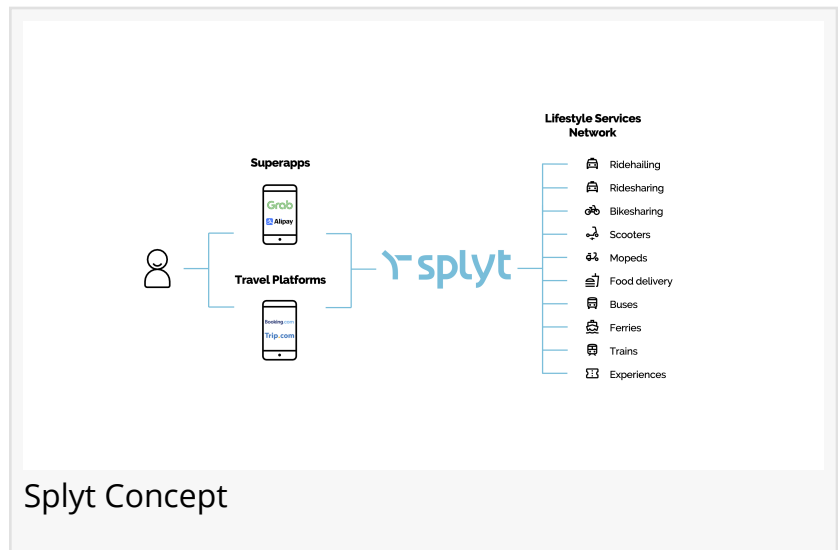 Lifestyle Services
Network
Superapps
Grab
Alipay
Travel Platforms
Booking.com
Trip.com
splyt
Ridehailing
Ridesharing
Bikesharing
Scooters
Mopeds
Food delivery
Buses
Ferries
Trains
Experiences
Splyt Concept